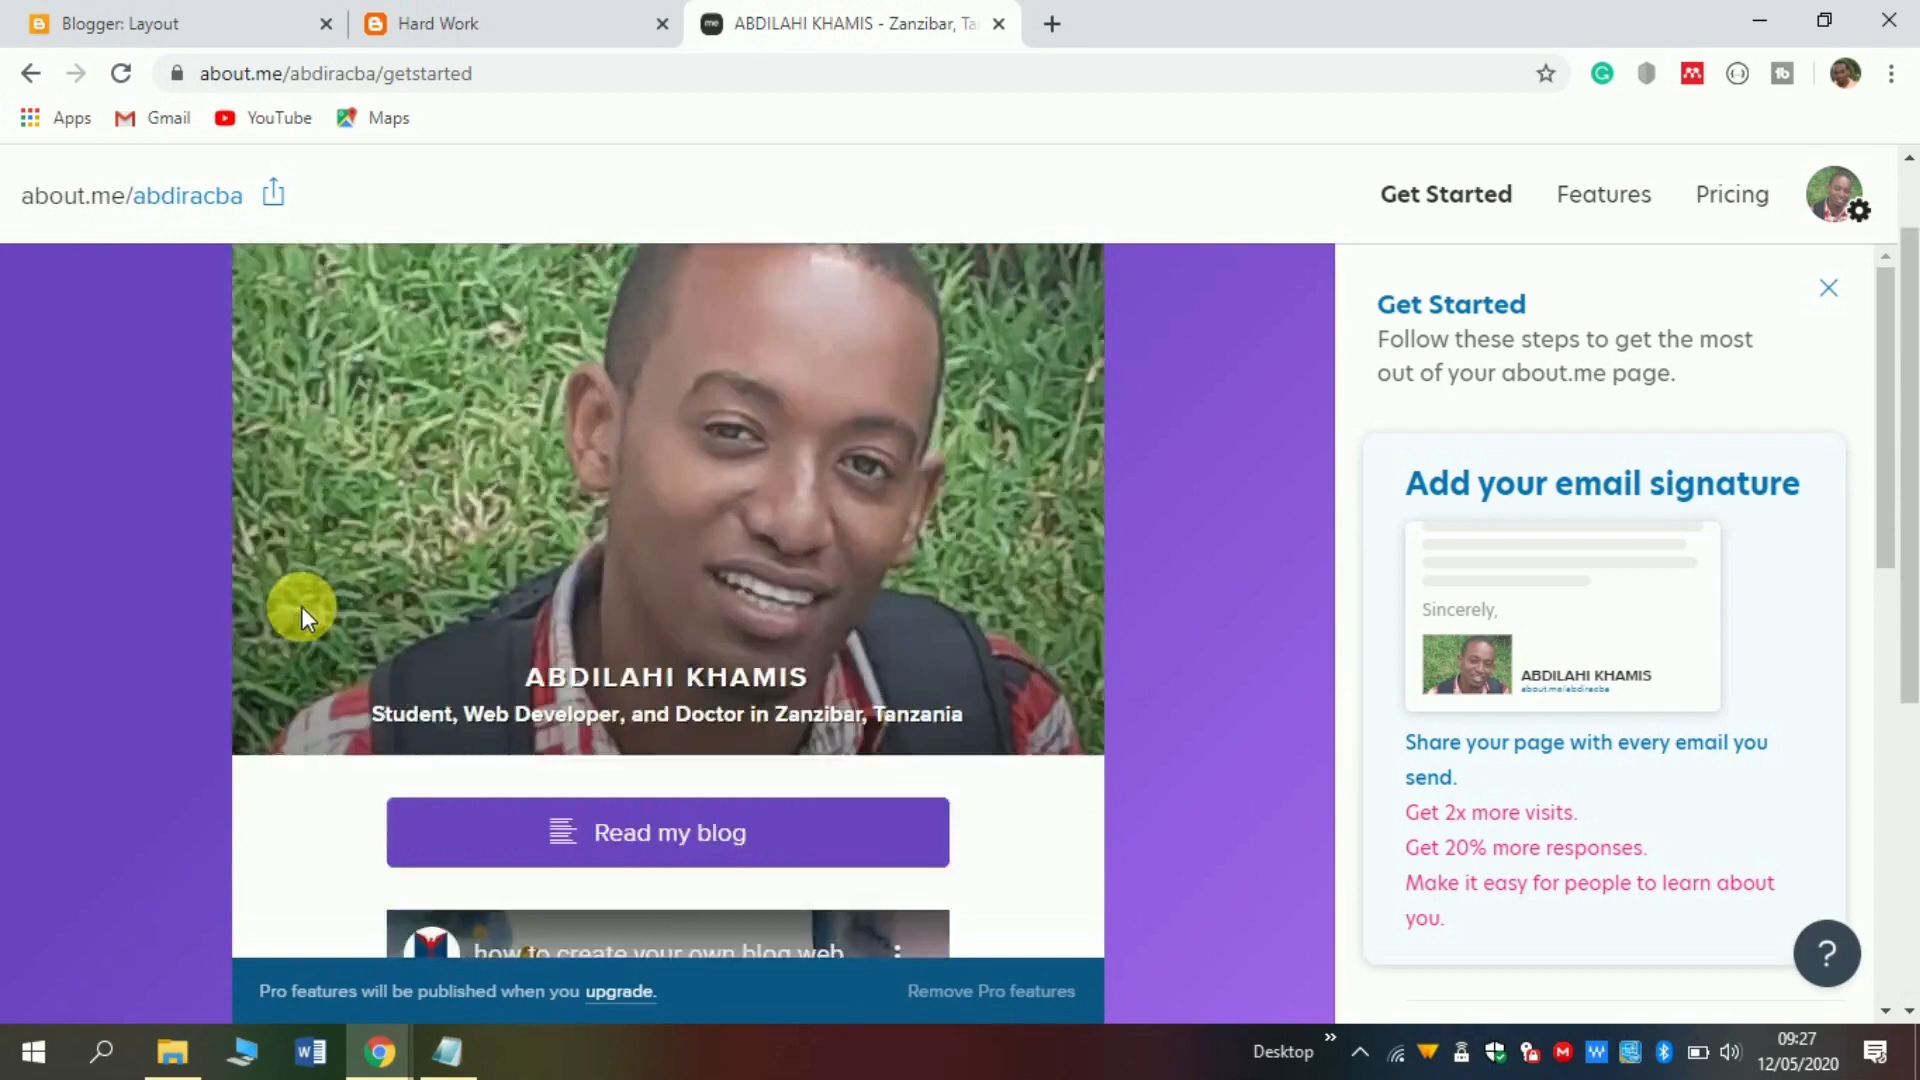 Blogger: Layout
Hard Work
me
ABDILAHI KHAMIS - Zanzibar, Ta
about.me/abdiracba/getstarted
Apps
Gmail
YouTube
Maps
about.me/abdiracba
Get Started
Features
Pricing
ABDILAHI KHAMIS
Student, Web Developer, and Doctor in Zanzibar, Tanzania
Read my blog
how to create your own blog web
Pro features will be published when you upgrade.
Remove Pro features
Get Started
Follow these steps to get the most
out of your about.me page.
Add your email signature
Sincerely,
ABDILAHI KHAMIS
about.me/abdiracba
Share your page with every email you
send.
Get 2x more visits.
Get 20% more responses.
Make it easy for people to learn about
you.
?
Desktop
09:27
12/05/2020